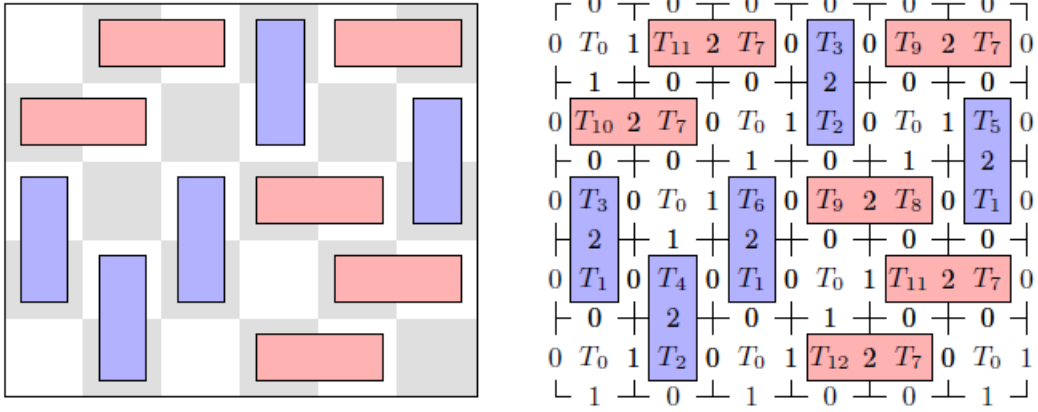 0 0 0 0 0 0
0 T₀ 1 T₁₁ 2 T₇ 0 T₃ 0 T₉ 2 T₇ 0
1 0 0 2 0 0
0 T₁₀ 2 T₇ 0 T₀ 1 T₂ 0 T₀ 1 T₅ 0
0 0 1 0 1 2
0 T₃ 0 T₀ 1 T₆ 0 T₉ 2 T₈ 0 T₁ 0
2 1 2 0 0 0
0 T₁ 0 T₄ 0 T₁ 0 T₀ 1 T₁₁ 2 T₇ 0
0 2 0 1 0 0
0 T₀ 1 T₂ 0 T₀ 1 T₁₂ 2 T₇ 0 T₀ 1
1 0 1 0 0 1